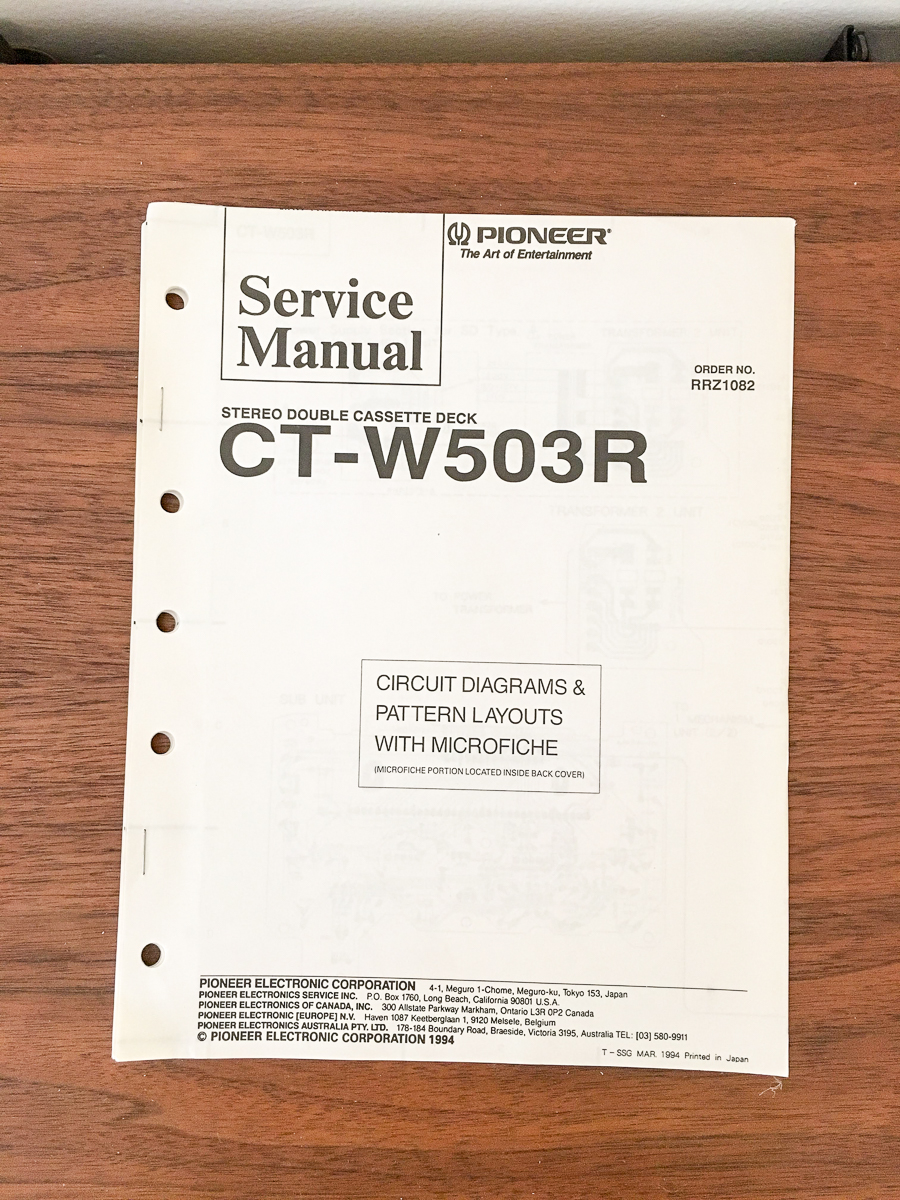 Service
Manual
PIONEER®
The Art of Entertainment
ORDER NO.
RRZ1082
STEREO DOUBLE CASSETTE DECK
CT-W503R
CIRCUIT DIAGRAMS &
PATTERN LAYOUTS
WITH MICROFICHE
(MICROFICHE PORTION LOCATED INSIDE BACK COVER)
PIONEER ELECTRONIC CORPORATION 4-1, Meguro 1-Chome, Meguro-ku, Tokyo 153, Japan
PIONEER ELECTRONICS SERVICE INC. P.O. Box 1760, Long Beach, California 90801 U.S.A.
PIONEER ELECTRONICS OF CANADA, INC. 300 Allstate Parkway Markham, Ontario L3R 0P2 Canada
PIONEER ELECTRONIC [EUROPE] N.V. Haven 1087 Keetberglaan 1, 9120 Melsele, Belgium
PIONEER ELECTRONICS AUSTRALIA PTY. LTD. 178-184 Boundary Road, Braeside, Victoria 3195, Australia TEL: [03] 580-9911
© PIONEER ELECTRONIC CORPORATION 1994
T – SSG MAR. 1994 Printed in Japan